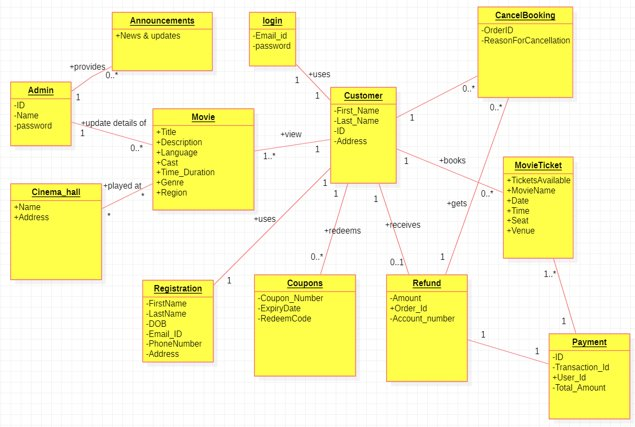 Announcements
+News & updates
login
-Email_id
-password
CancelBooking
-OrderID
-ReasonForCancellation
+provides
0..*
1
Admin
-ID
-Name
-password
+uses
1
1
Customer
-First_Name
-Last_Name
-ID
-Address
1
0..*
0..*
+update details of
1
0..*
Movie
+Title
+Description
+Language
+Cast
+Time_Duration
+Genre
+Region
+view
1
1..*
1
+books
0..*
MovieTicket
+TicketsAvailable
+MovieName
+Date
+Time
+Seat
+Venue
Cinema_hall
+Name
+Address
+played at
*
*
+uses
1
1
+redeems
1
0..*
+receives
1
0..1
+gets
1
1..*
1
Registration
-FirstName
-LastName
-DOB
-Email_ID
-PhoneNumber
-Address
Coupons
-Coupon_Number
-ExpiryDate
-RedeemCode
Refund
-Amount
+Order_Id
-Account_number
1
1
Payment
-ID
-Transaction_Id
+User_Id
-Total_Amount